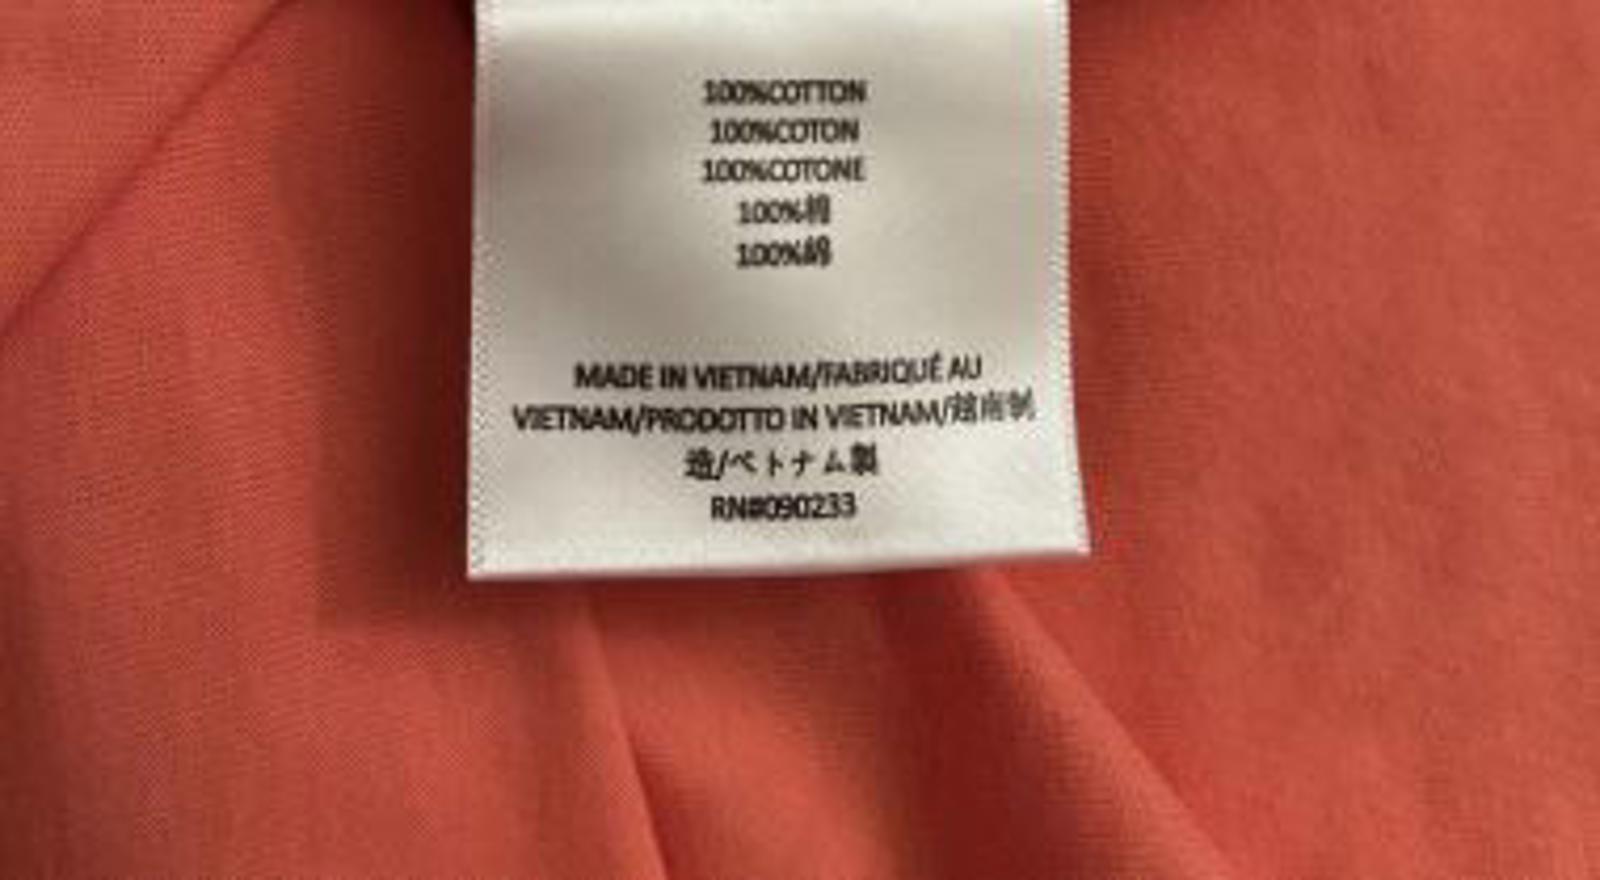 100%COTTON
100%COTON
100%COTONE
100%棉
100%綿
MADE IN VIETNAM/FABRIQUÉ AU
VIETNAM/PRODOTTO IN VIETNAM/越南制
造/ベトナム製
RN#090233